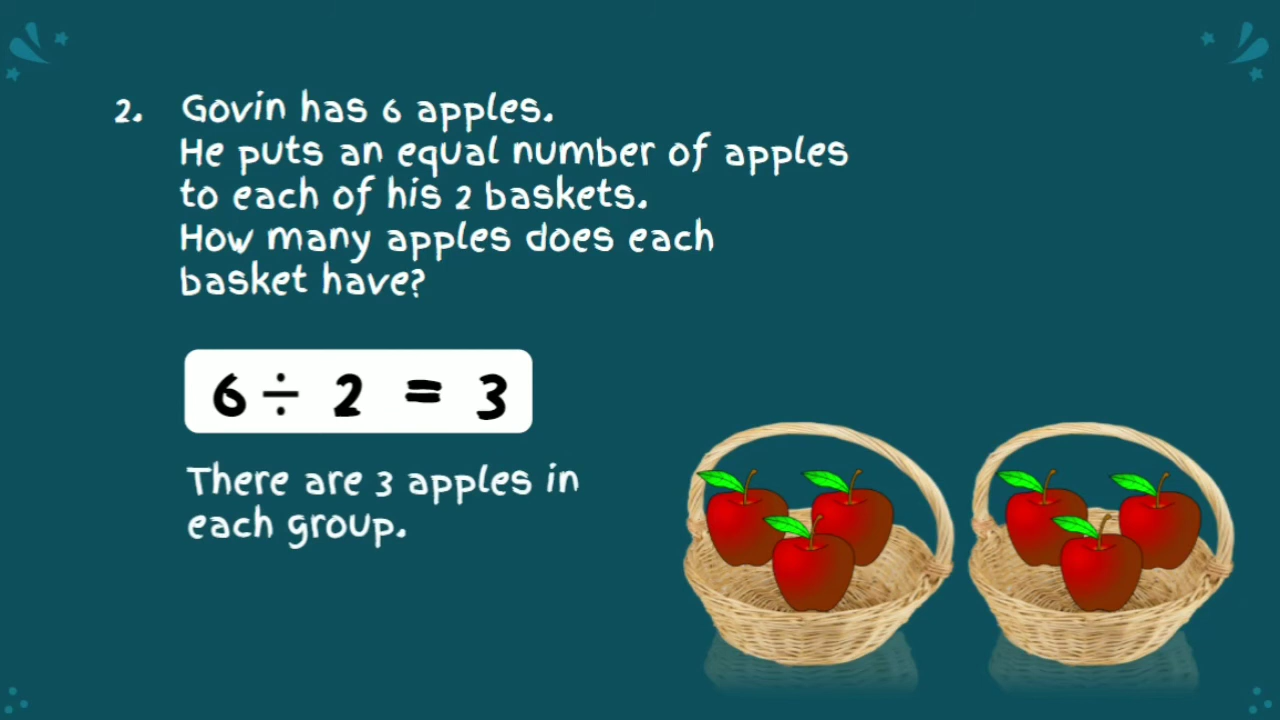 2. Govin has 6 apples.
He puts an equal number of apples
to each of his 2 baskets.
How many apples does each
basket have?
6 ÷ 2 = 3
There are 3 apples in
each group.